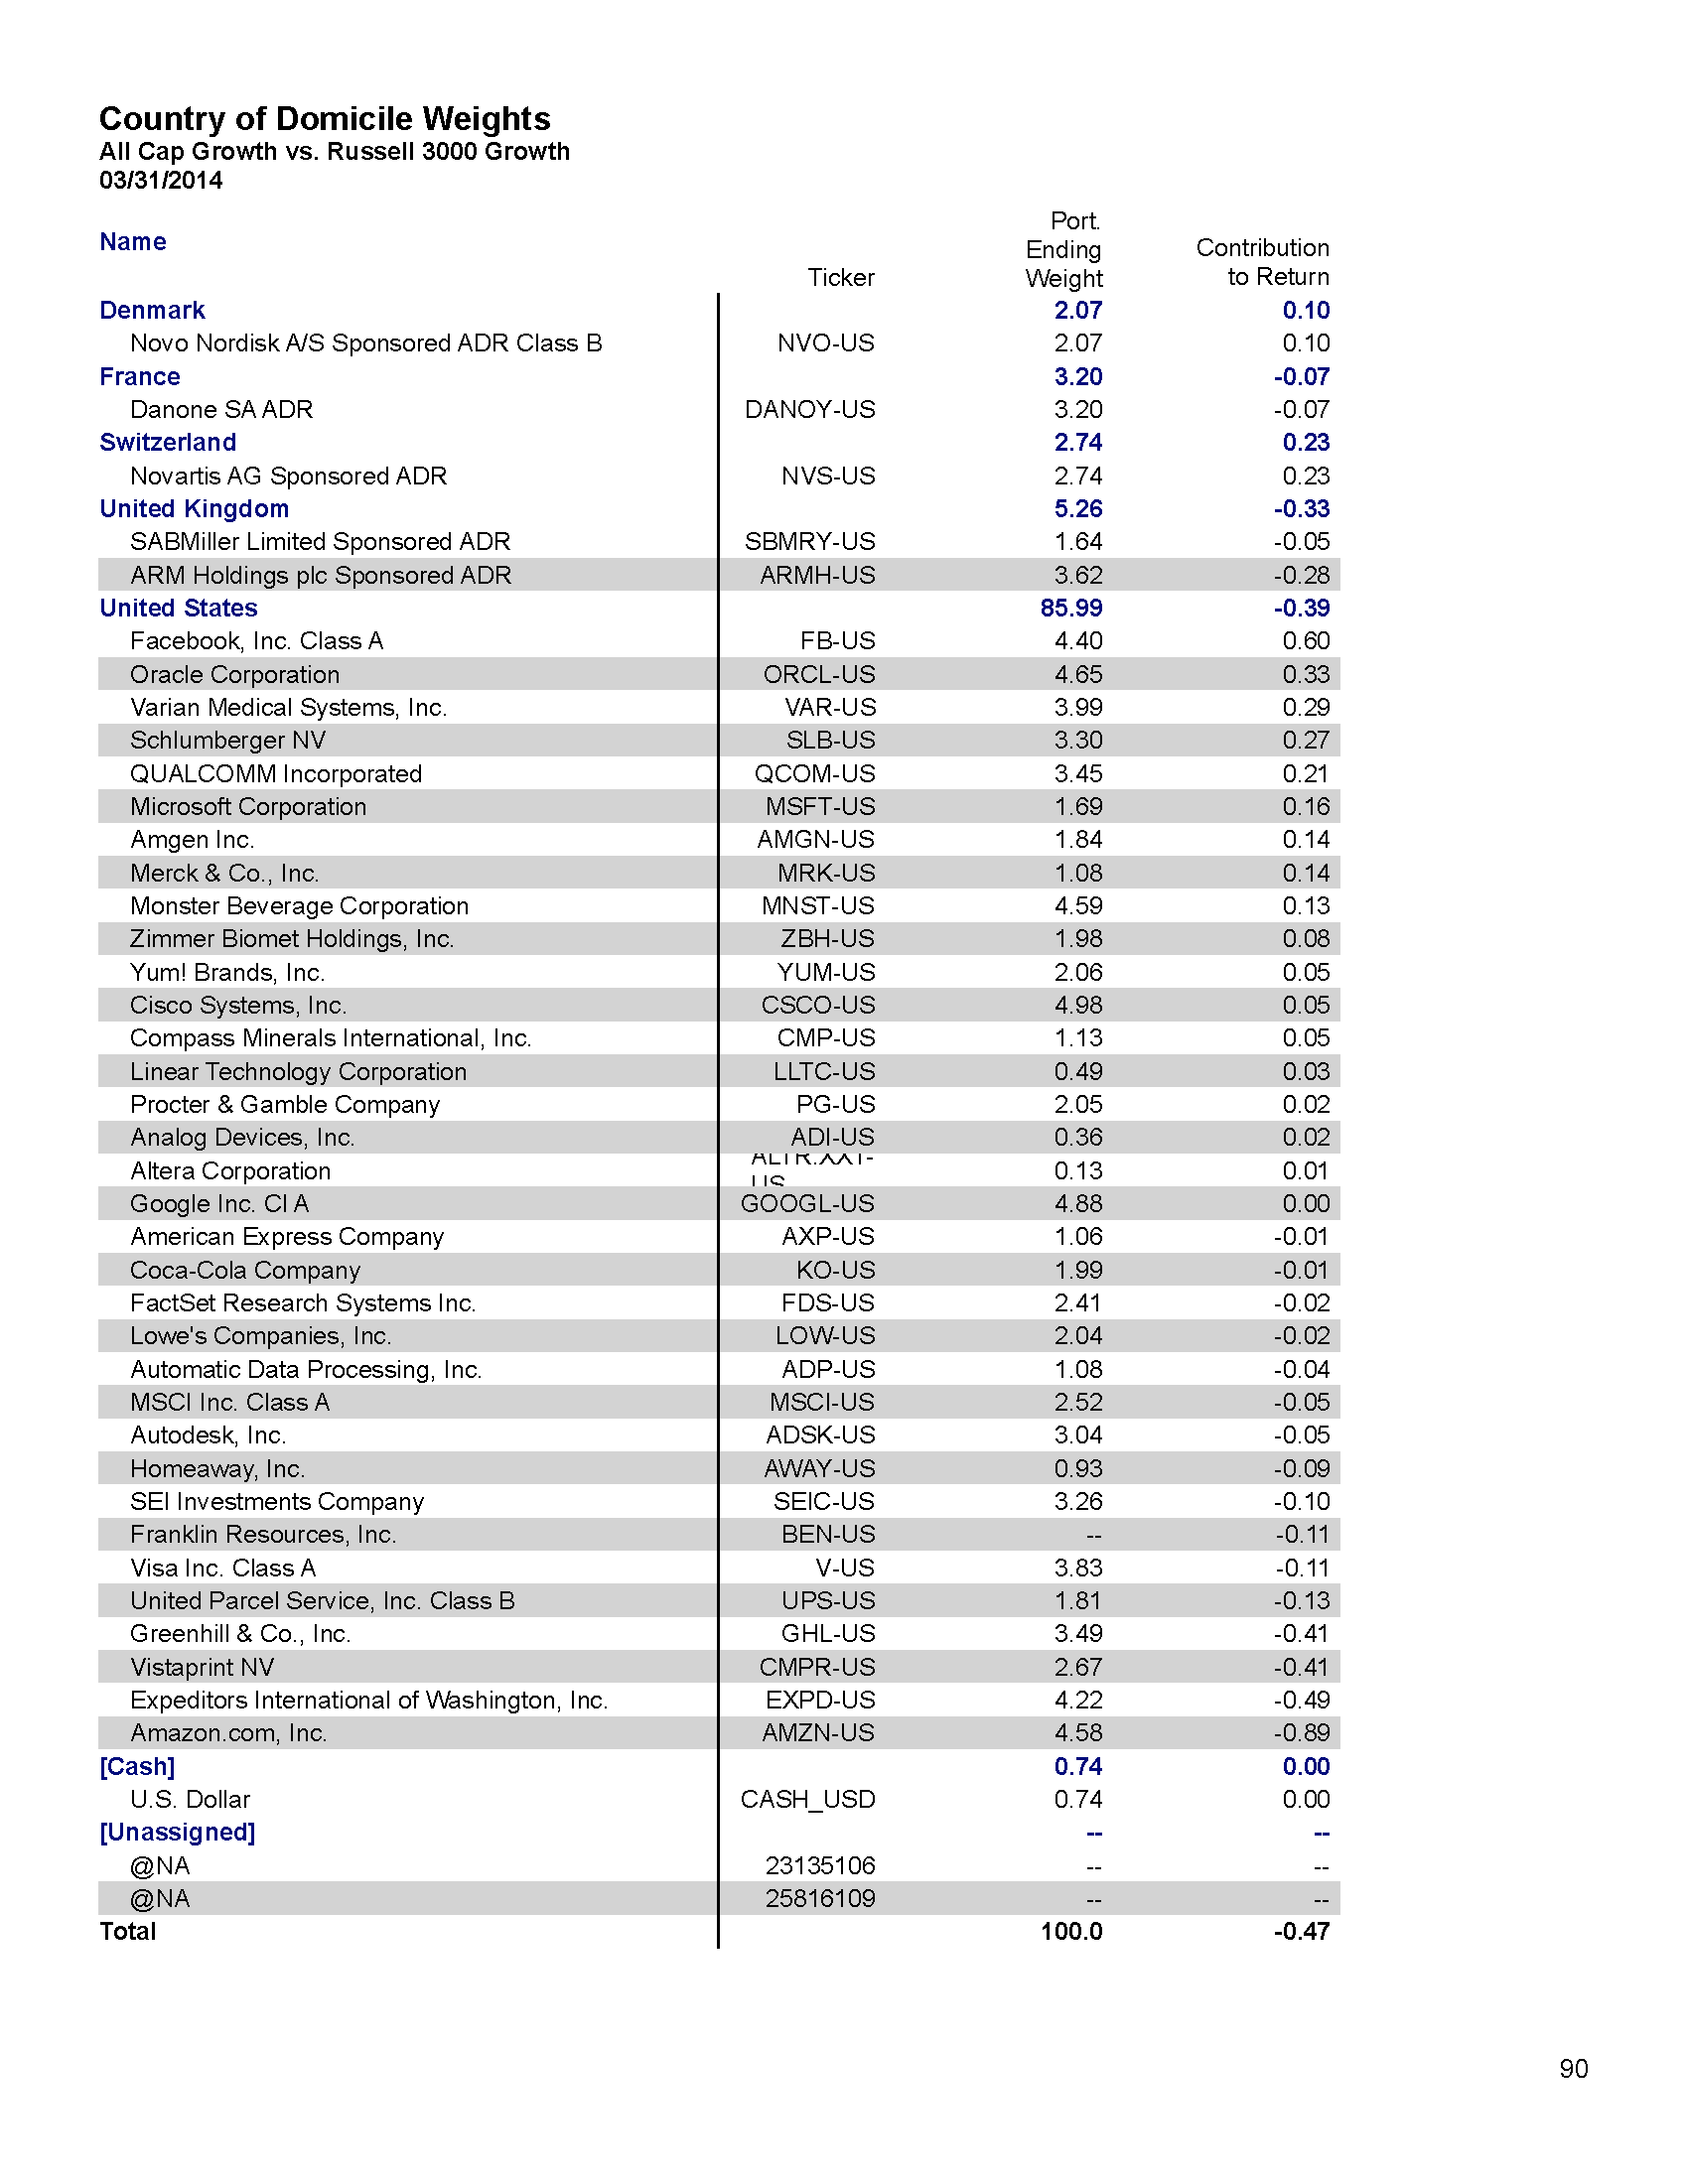 Country of Domicile Weights
All Cap Growth vs. Russell 3000 Growth
03/31/2014
Name Ticker Port. Ending Weight Contribution to Return
Denmark 2.07 0.10
Novo Nordisk A/S Sponsored ADR Class B NVO-US 2.07 0.10
France 3.20 -0.07
Danone SA ADR DANOY-US 3.20 -0.07
Switzerland 2.74 0.23
Novartis AG Sponsored ADR NVS-US 2.74 0.23
United Kingdom 5.26 -0.33
SABMiller Limited Sponsored ADR SBMRY-US 1.64 -0.05
ARM Holdings plc Sponsored ADR ARMH-US 3.62 -0.28
United States 85.99 -0.39
Facebook, Inc. Class A FB-US 4.40 0.60
Oracle Corporation ORCL-US 4.65 0.33
Varian Medical Systems, Inc. VAR-US 3.99 0.29
Schlumberger NV SLB-US 3.30 0.27
QUALCOMM Incorporated QCOM-US 3.45 0.21
Microsoft Corporation MSFT-US 1.69 0.16
Amgen Inc. AMGN-US 1.84 0.14
Merck & Co., Inc. MRK-US 1.08 0.14
Monster Beverage Corporation MNST-US 4.59 0.13
Zimmer Biomet Holdings, Inc. ZBH-US 1.98 0.08
Yum! Brands, Inc. YUM-US 2.06 0.05
Cisco Systems, Inc. CSCO-US 4.98 0.05
Compass Minerals International, Inc. CMP-US 1.13 0.05
Linear Technology Corporation LLTC-US 0.49 0.03
Procter & Gamble Company PG-US 2.05 0.02
Analog Devices, Inc. ADI-US 0.36 0.02
Altera Corporation 0.13 0.01
Google Inc. Cl A GOOGL-US 4.88 0.00
American Express Company AXP-US 1.06 -0.01
Coca-Cola Company KO-US 1.99 -0.01
FactSet Research Systems Inc. FDS-US 2.41 -0.02
Lowe's Companies, Inc. LOW-US 2.04 -0.02
Automatic Data Processing, Inc. ADP-US 1.08 -0.04
MSCI Inc. Class A MSCI-US 2.52 -0.05
Autodesk, Inc. ADSK-US 3.04 -0.05
Homeaway, Inc. AWAY-US 0.93 -0.09
SEI Investments Company SEIC-US 3.26 -0.10
Franklin Resources, Inc. BEN-US -- -0.11
Visa Inc. Class A V-US 3.83 -0.11
United Parcel Service, Inc. Class B UPS-US 1.81 -0.13
Greenhill & Co., Inc. GHL-US 3.49 -0.41
Vistaprint NV CMPR-US 2.67 -0.41
Expeditors International of Washington, Inc. EXPD-US 4.22 -0.49
Amazon.com, Inc. AMZN-US 4.58 -0.89
[Cash] 0.74 0.00
U.S. Dollar CASH_USD 0.74 0.00
[Unassigned] -- --
@NA 23135106 -- --
@NA 25816109 -- --
Total 100.0 -0.47
90